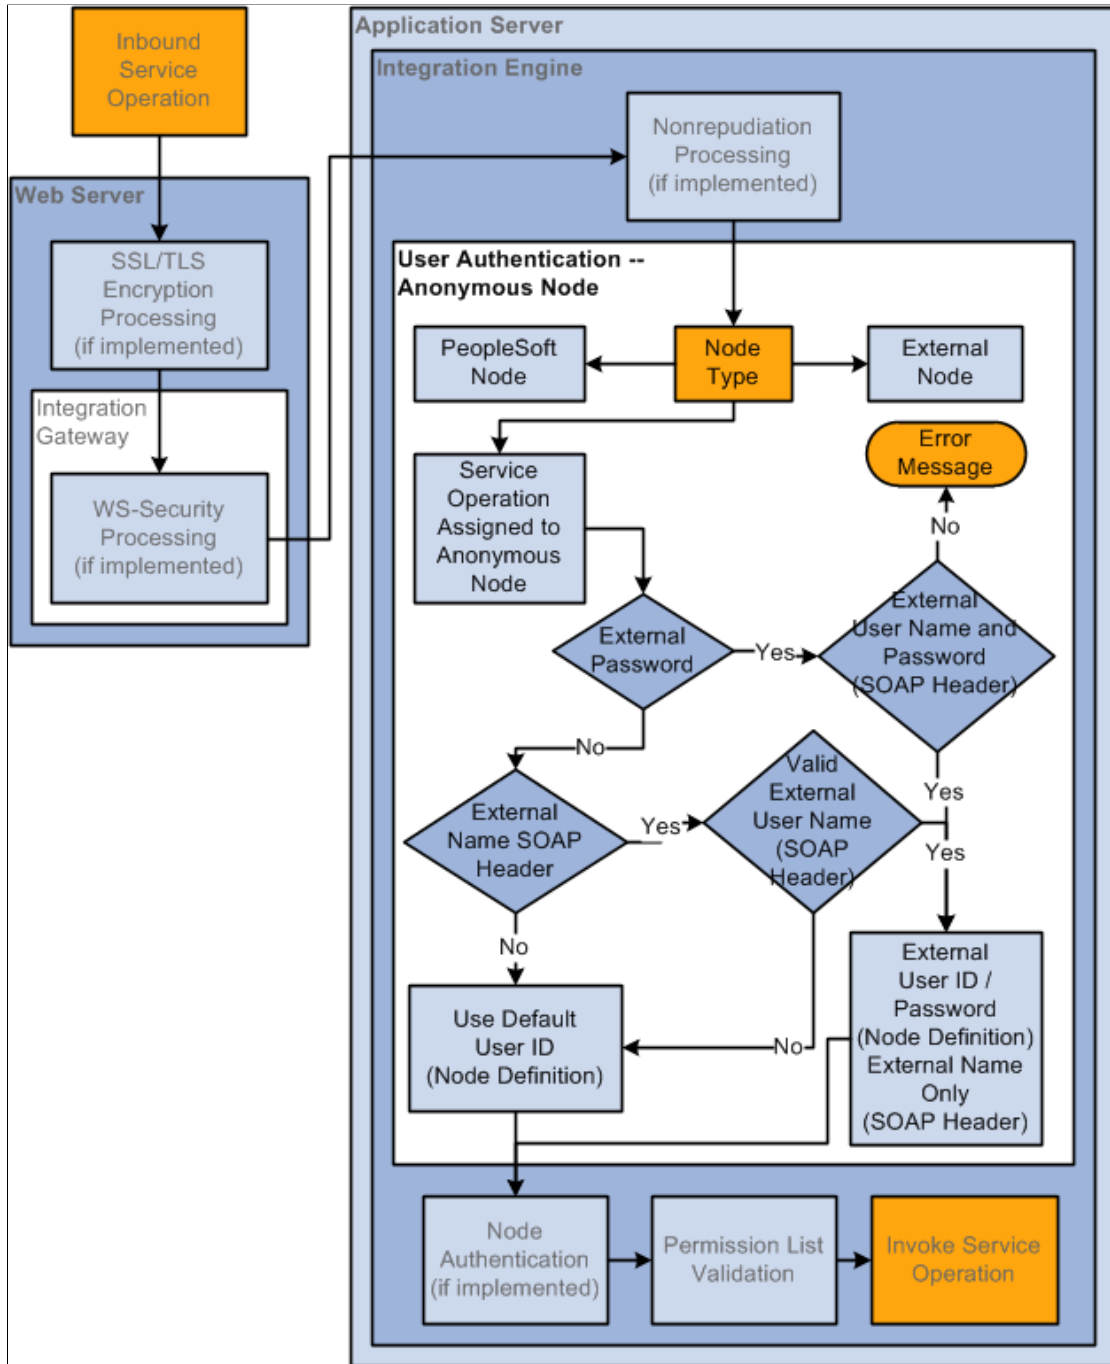 Inbound
Service
Operation
Web Server
SSL/TLS
Encryption
Processing
(if implemented)
Integration
Gateway
WS-Security
Processing
(if implemented)
Application Server
Integration Engine
Nonrepudiation
Processing
(if implemented)
User Authentication --
Anonymous Node
PeopleSoft
Node
Node
Type
External
Node
Service
Operation
Assigned to
Anonymous
Node
Error
Message
No
External
Password
Yes
External
User Name and
Password
(SOAP Header)
No
Yes
External
Name SOAP
Header
Yes
Valid
External
User Name
(SOAP
Header)
Yes
No
No
Use Default
User ID
(Node Definition)
External
User ID /
Password
(Node Definition)
External Name
Only
(SOAP Header)
Node
Authentication
(if implemented)
Permission List
Validation
Invoke Service
Operation